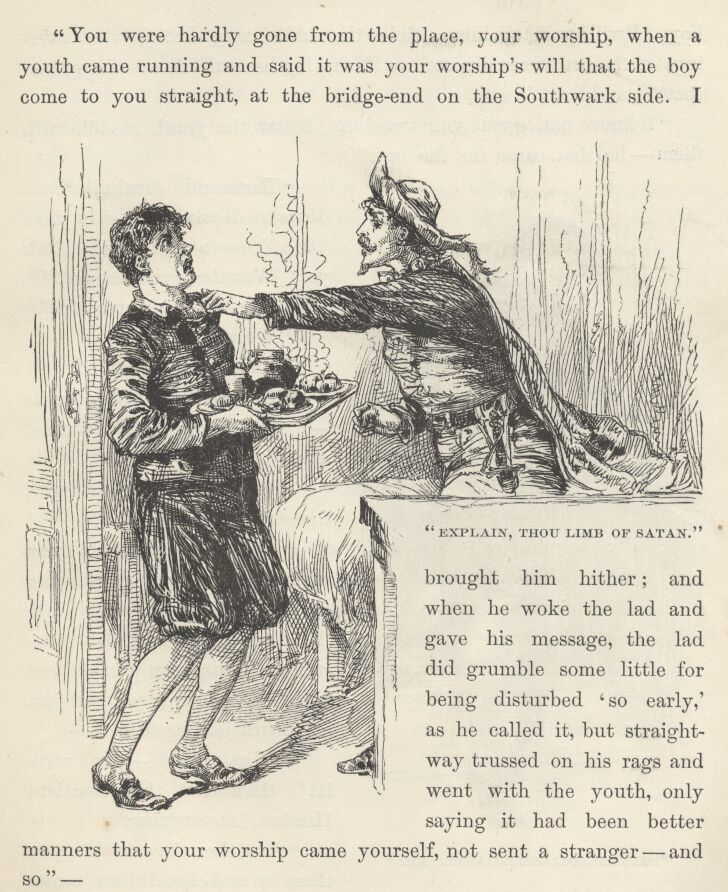 “You were hardly gone from the place, your worship, when a
youth came running and said it was your worship’s will that the boy
come to you straight, at the bridge-end on the Southwark side. I
“EXPLAIN, THOU LIMB OF SATAN.”
brought him hither; and
when he woke the lad and
gave his message, the lad
did grumble some little for
being disturbed ‘so early,’
as he called it, but straight-
way trussed on his rags and
went with the youth, only
saying it had been better
manners that your worship came yourself, not sent a stranger—and
so”—